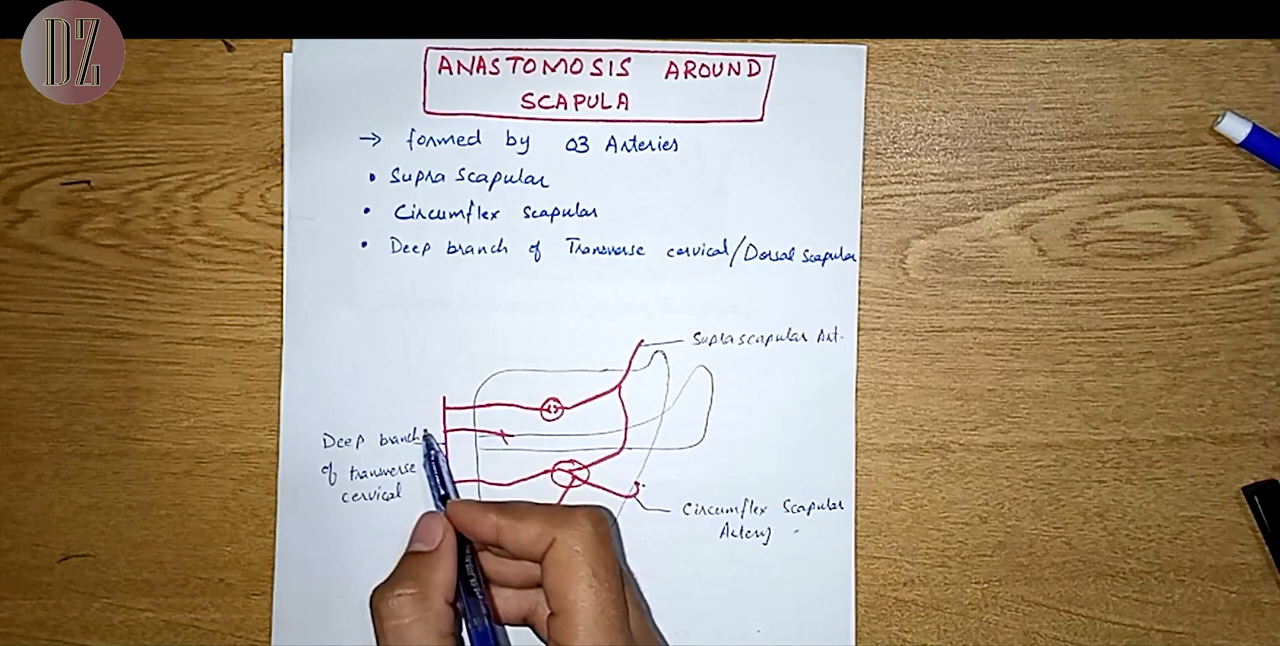 DZ
ANASTOMOSIS AROUND
SCAPULA
→ formed by 03 Arteries
• Supra Scapular
• Circumflex Scapular
• Deep branch of Transverse cervical/Dorsal Scapular
Suprascapular Art.
Deep branch
of transverse
cervical
Circumflex Scapular
Artery